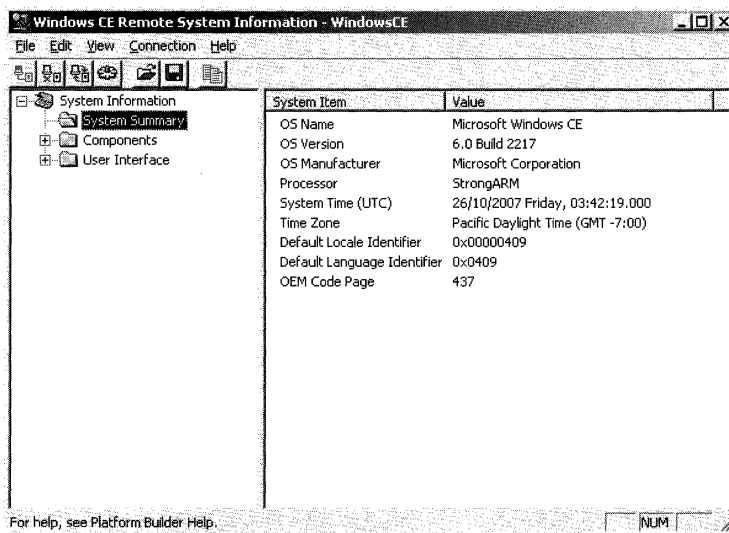 Windows CE Remote System Information - WindowsCE
File Edit View Connection Help
System Information
System Summary
Components
User Interface
System Item Value
OS Name Microsoft Windows CE
OS Version 6.0 Build 2217
OS Manufacturer Microsoft Corporation
Processor StrongARM
System Time (UTC) 26/10/2007 Friday, 03:42:19.000
Time Zone Pacific Daylight Time (GMT -7:00)
Default Locale Identifier 0x00000409
Default Language Identifier 0x0409
OEM Code Page 437
For help, see Platform Builder Help. NUM